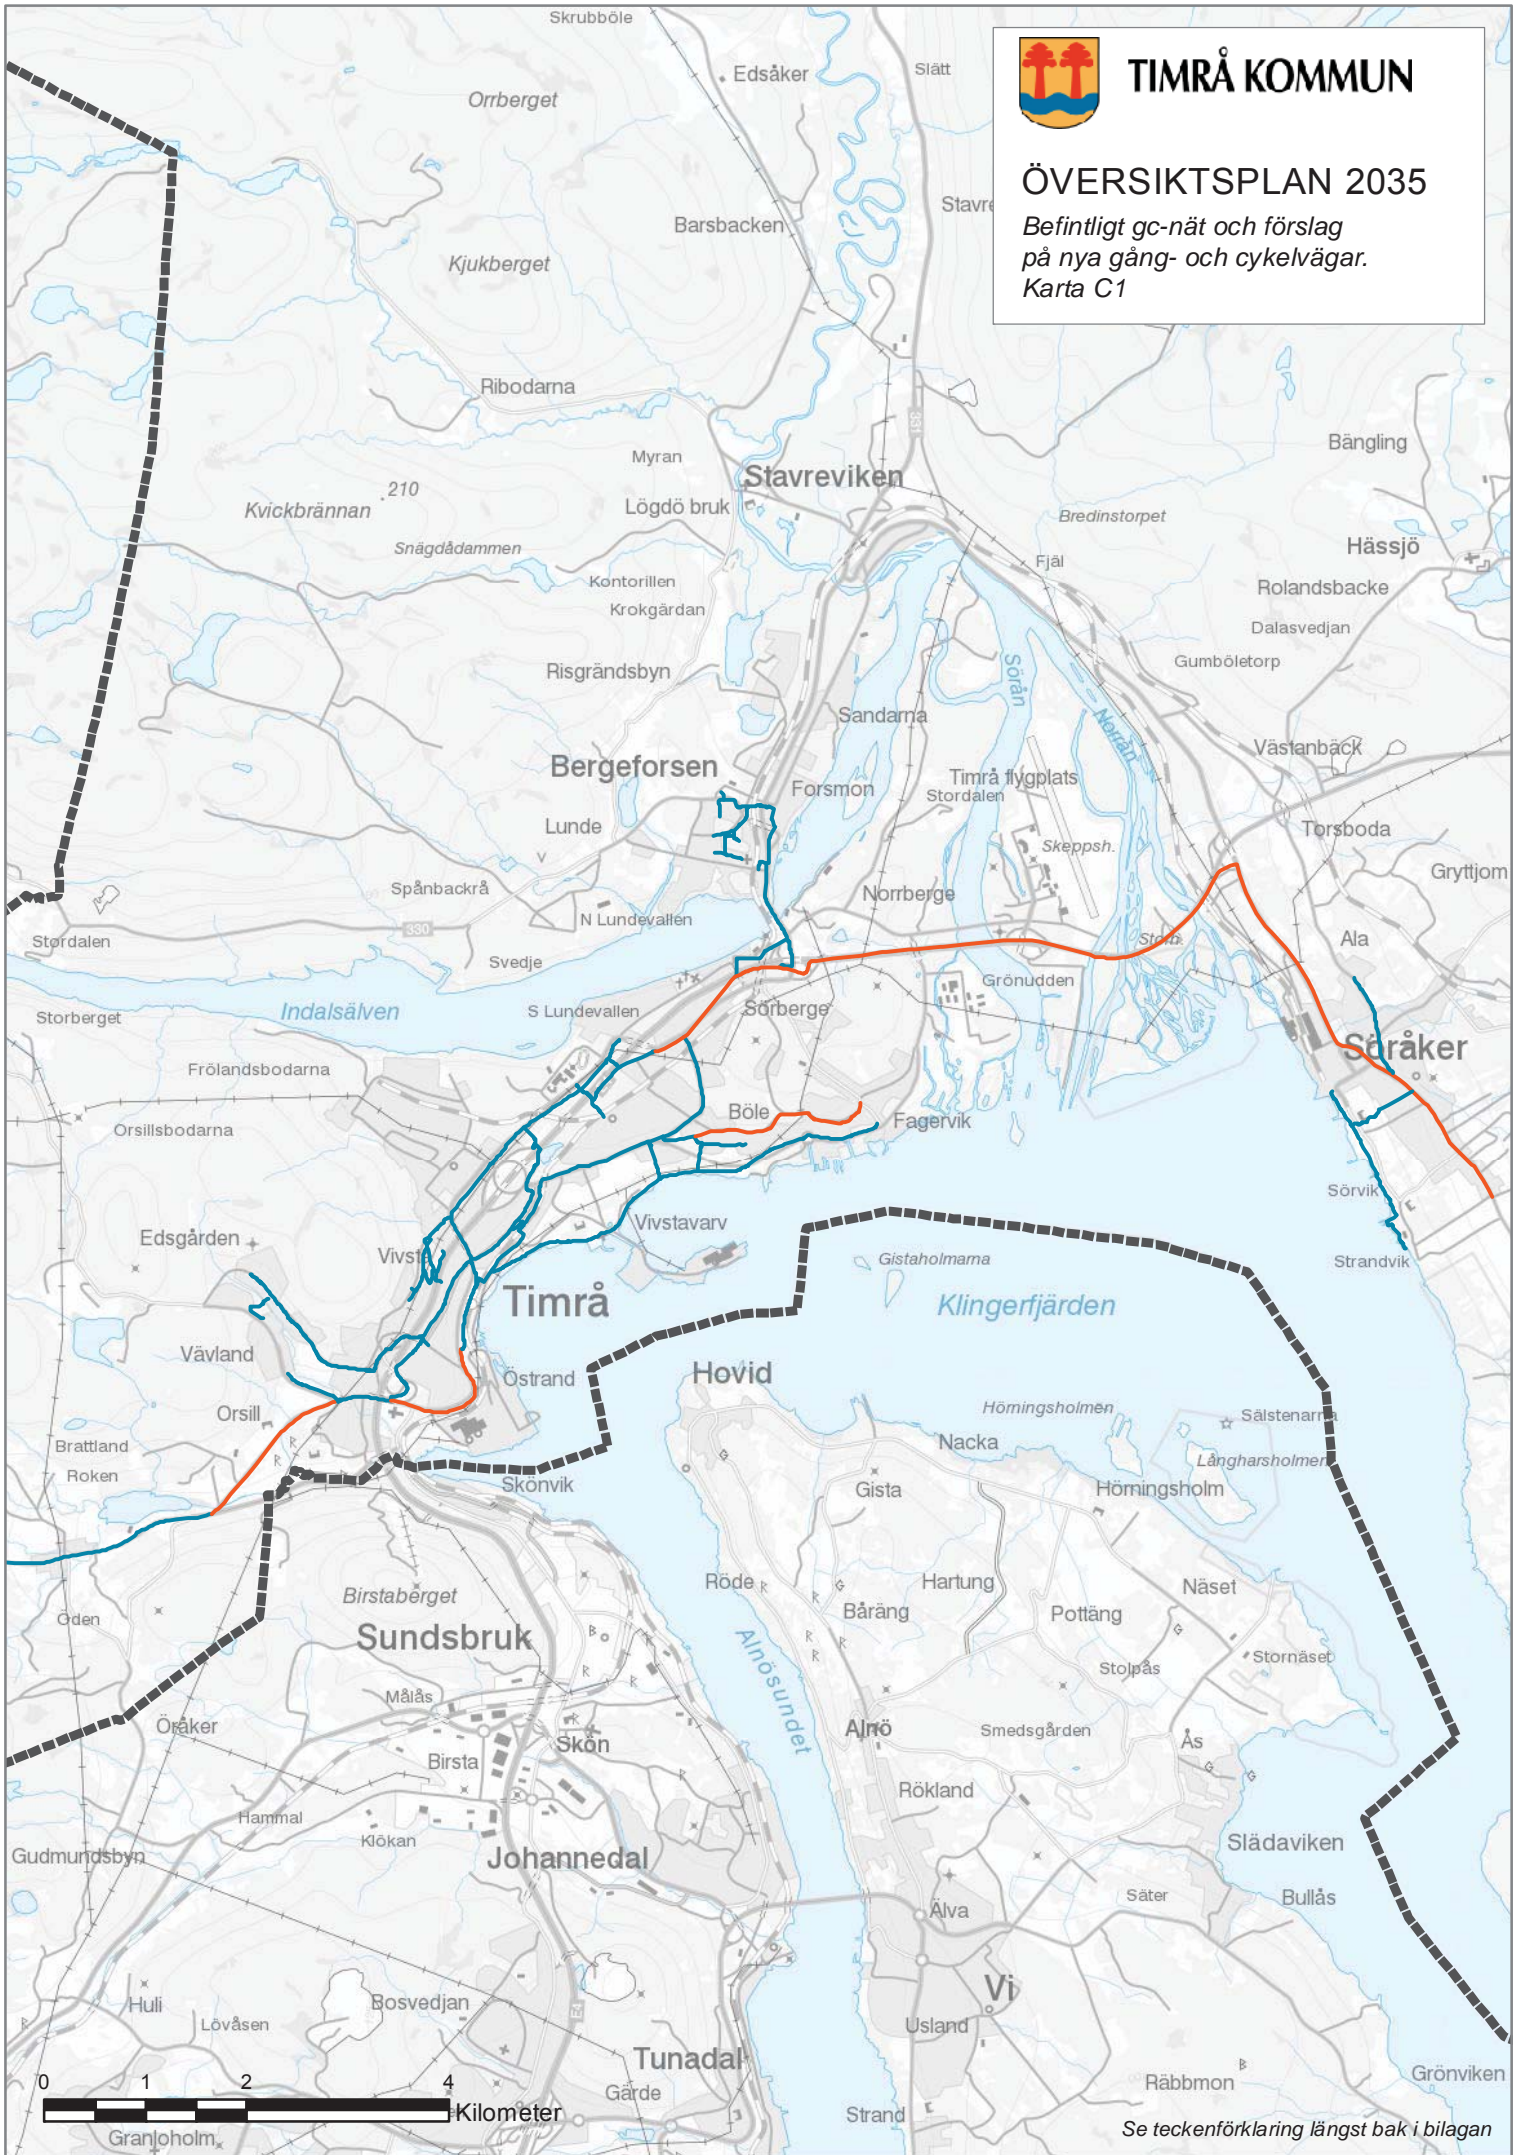 TIMRÅ KOMMUN
ÖVERSIKTSPLAN 2035
Befintligt gc-nät och förslag
på nya gång- och cykelvägar.
Karta C1
Skrubböle
Edsåker
Slätt
Orrberget
Barsbacken
Kjukberget
Ribodarna
331
Bängling
Myran
Stavreviken
210
Kvickbrännan
Lögdö bruk
Bredinstorpet
Snägdådammen
Hässjö
Fjäl
Kontorillen
Rolandsbacke
Krokgärdan
Dalasvedjan
Risgrändsbyn
Gumböletorp
Sörån
Sandarna
Norrån
Västanbäck
Bergeforsen
Timrå flygplats
Forsmon
Stordalen
Lunde
Torsboda
Skeppsh.
Gryttjom
Spånbackrå
Norrberge
N Lundevallen
330
Stordalen
Ala
Svedje
Grönudden
Indalsälven
S Lundevallen
Sörberge
Storberget
Söråker
Frölandsbodarna
Böle
Fagervik
Orsillsbodarna
Sörvik
Vivstavarv
Edsgården
Gistaholmarna
Strandvik
Timrå
Klingerfjärden
Vävland
Östrand
Hovid
Orsill
Hörningsholmen
Sälstenarna
Brattland
Nacka
Roken
Långharsholmen
Skönvik
Gista
Hörningsholm
Birstaberget
Röde
Hartung
Näset
Båräng
Pottäng
Öden
Sundsbruk
Alnösundet
Stornäset
Stolpås
Målås
Öråker
Alnö
Smedsgården
Skön
Ås
Birsta
Rökland
Hammal
Klökan
Slädaviken
Gudmundsbyn
Johannedal
Säter
Bullås
Älva
Vi
Huli
Bosvedjan
E4
Lövåsen
Usland
Tunadal
Grönviken
Räbbmon
Gärde
Strand
0 1 2 4
Kilometer
Granloholm
Se teckenförklaring längst bak i bilagan